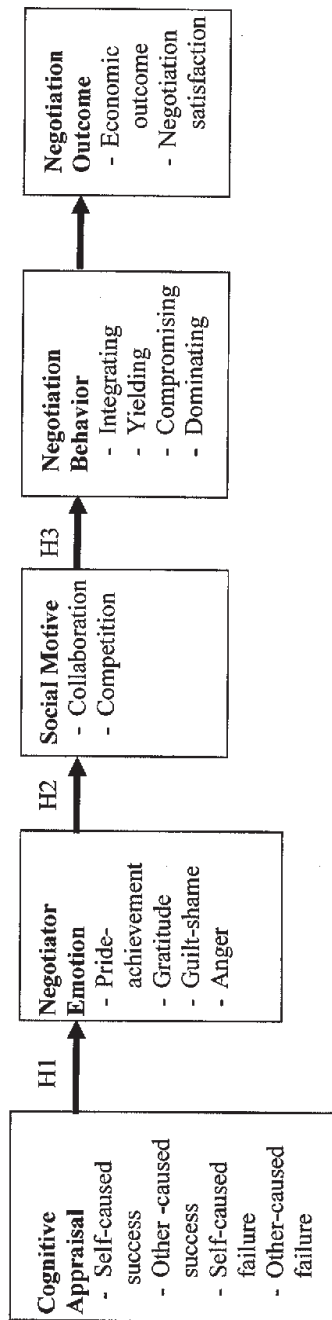 Cognitive
Appraisal
- Self-caused
success
- Other -caused
success
- Self-caused
failure
- Other-caused
failure
H1
Negotiator
Emotion
- Pride-
achievement
- Gratitude
- Guilt-shame
- Anger
H2
Social Motive
- Collaboration
- Competition
H3
Negotiation
Behavior
- Integrating
- Yielding
- Compromising
- Dominating
Negotiation
Outcome
- Economic
outcome
- Negotiation
satisfaction